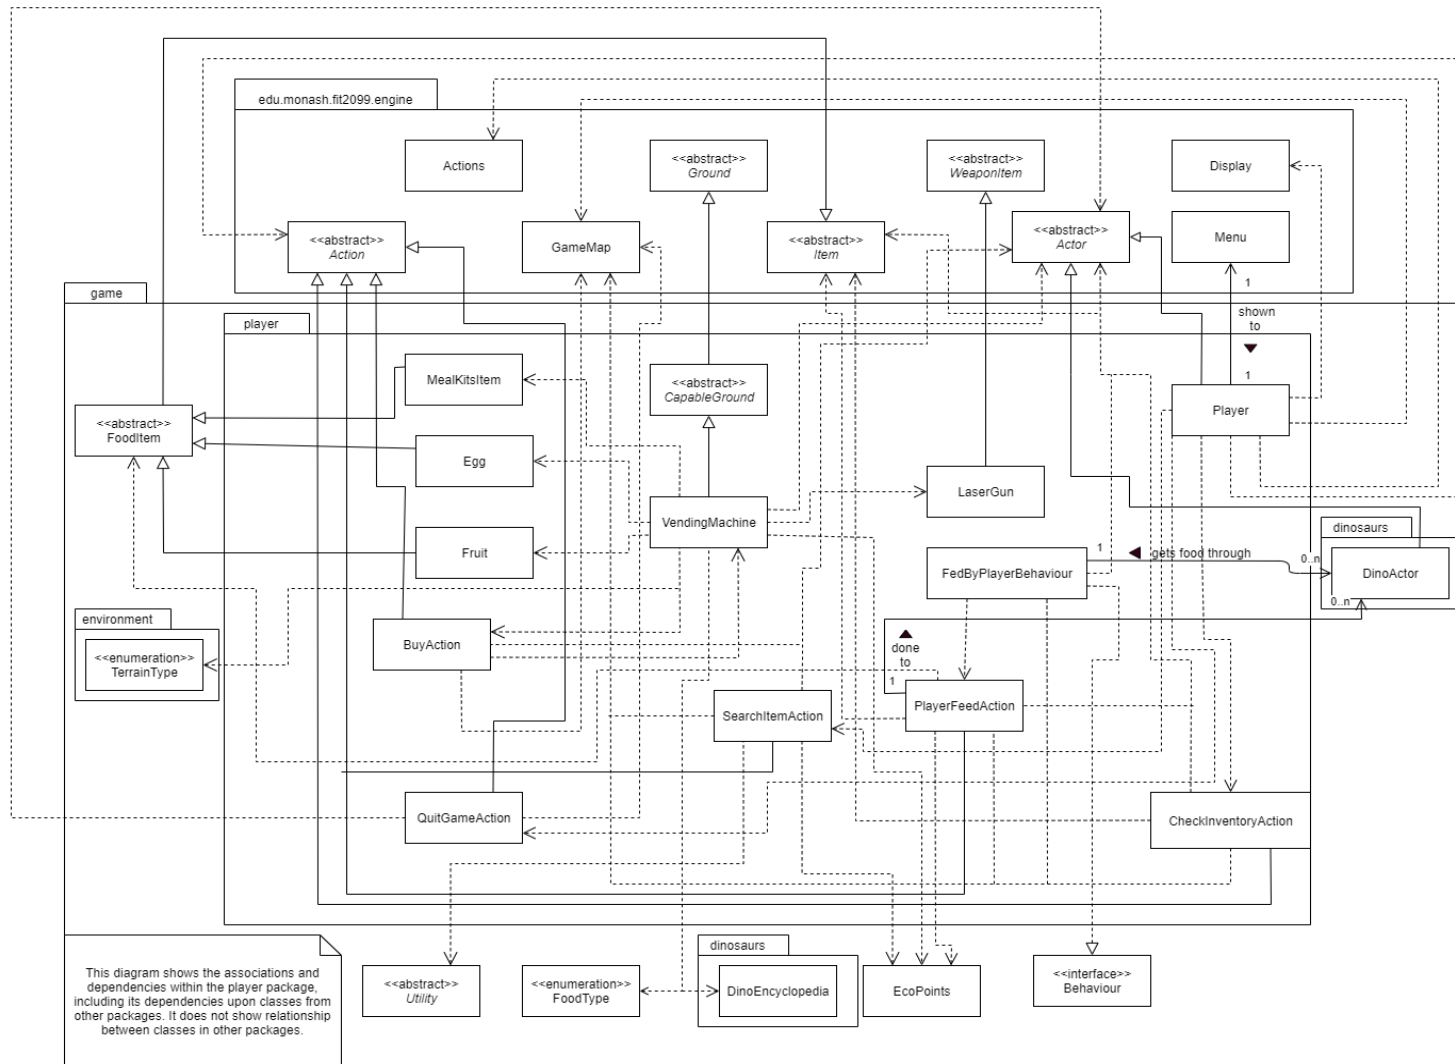 edu.monash.fit2099.engine
Actions
<<abstract>>
Ground
<<abstract>>
WeaponItem
Display
<<abstract>>
Action
GameMap
<<abstract>>
Item
<<abstract>>
Actor
Menu
1
shown
to
1
game
player
MealKitsItem
<<abstract>>
CapableGround
Player
<<abstract>>
FoodItem
Egg
LaserGun
VendingMachine
dinosaurs
Fruit
FedByPlayerBehaviour
1
gets food through
0..n
DinoActor
0..n
environment
<<enumeration>>
TerrainType
BuyAction
done
to
1
SearchItemAction
PlayerFeedAction
QuitGameAction
CheckInventoryAction
This diagram shows the associations and
dependencies within the player package,
including its dependencies upon classes from
other packages. It does not show relationship
between classes in other packages.
<<abstract>>
Utility
<<enumeration>>
FoodType
dinosaurs
DinoEncyclopedia
EcoPoints
<<interface>>
Behaviour